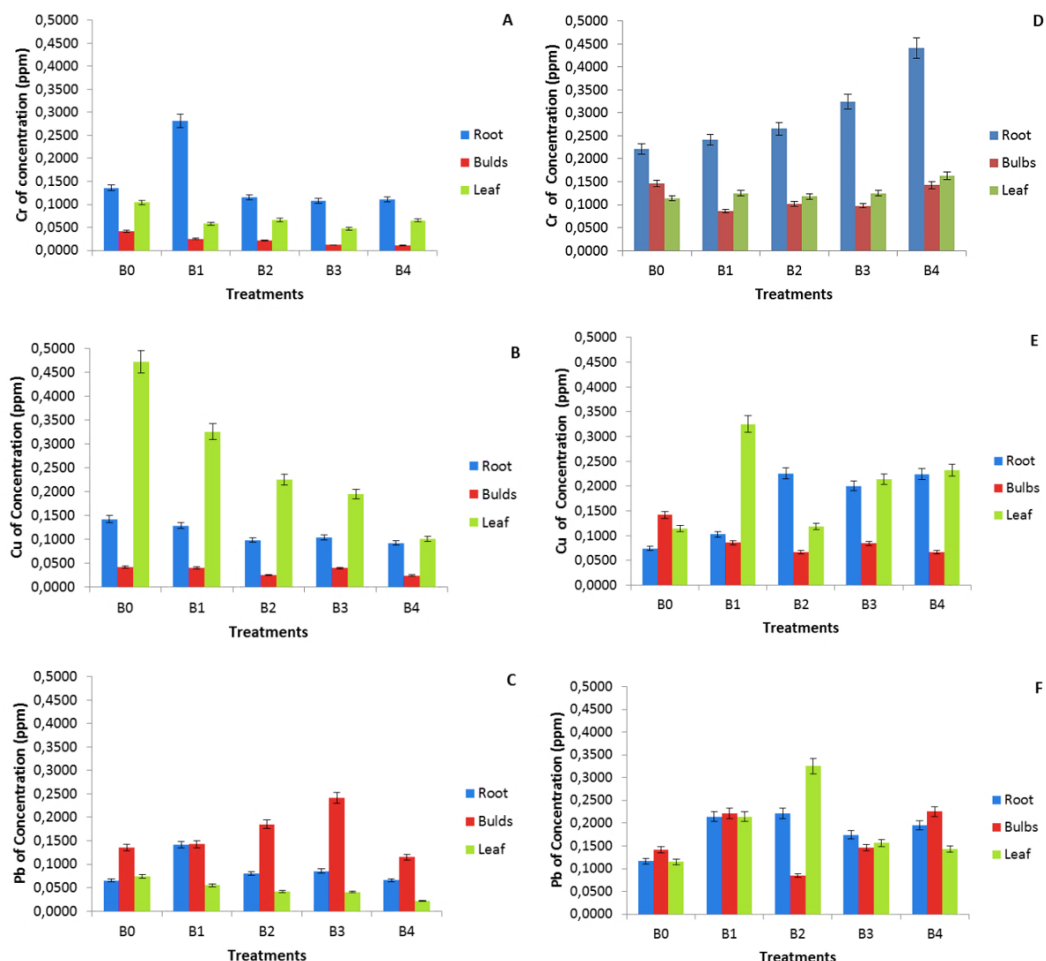 A
Cr of concentration (ppm)
0,5000
0,4500
0,4000
0,3500
0,3000
0,2500
0,2000
0,1500
0,1000
0,0500
0,0000
B0 B1 B2 B3 B4
Treatments
Root
Bulds
Leaf
D
Cr of Concentration (ppm)
0,5000
0,4500
0,4000
0,3500
0,3000
0,2500
0,2000
0,1500
0,1000
0,0500
0,0000
B0 B1 B2 B3 B4
Treatments
Root
Bulbs
Leaf
B
Cu of Concentration (ppm)
0,5000
0,4500
0,4000
0,3500
0,3000
0,2500
0,2000
0,1500
0,1000
0,0500
0,0000
B0 B1 B2 B3 B4
Treatments
Root
Bulds
Leaf
E
Cu of Concentration (ppm)
0,5000
0,4500
0,4000
0,3500
0,3000
0,2500
0,2000
0,1500
0,1000
0,0500
0,0000
B0 B1 B2 B3 B4
Treatments
Root
Bulbs
Leaf
C
Pb of Concentration (ppm)
0,5000
0,4500
0,4000
0,3500
0,3000
0,2500
0,2000
0,1500
0,1000
0,0500
0,0000
B0 B1 B2 B3 B4
Treatments
Root
Bulds
Leaf
F
Pb of Concentration (ppm)
0,5000
0,4500
0,4000
0,3500
0,3000
0,2500
0,2000
0,1500
0,1000
0,0500
0,0000
B0 B1 B2 B3 B4
Treatments
Root
Bulbs
Leaf